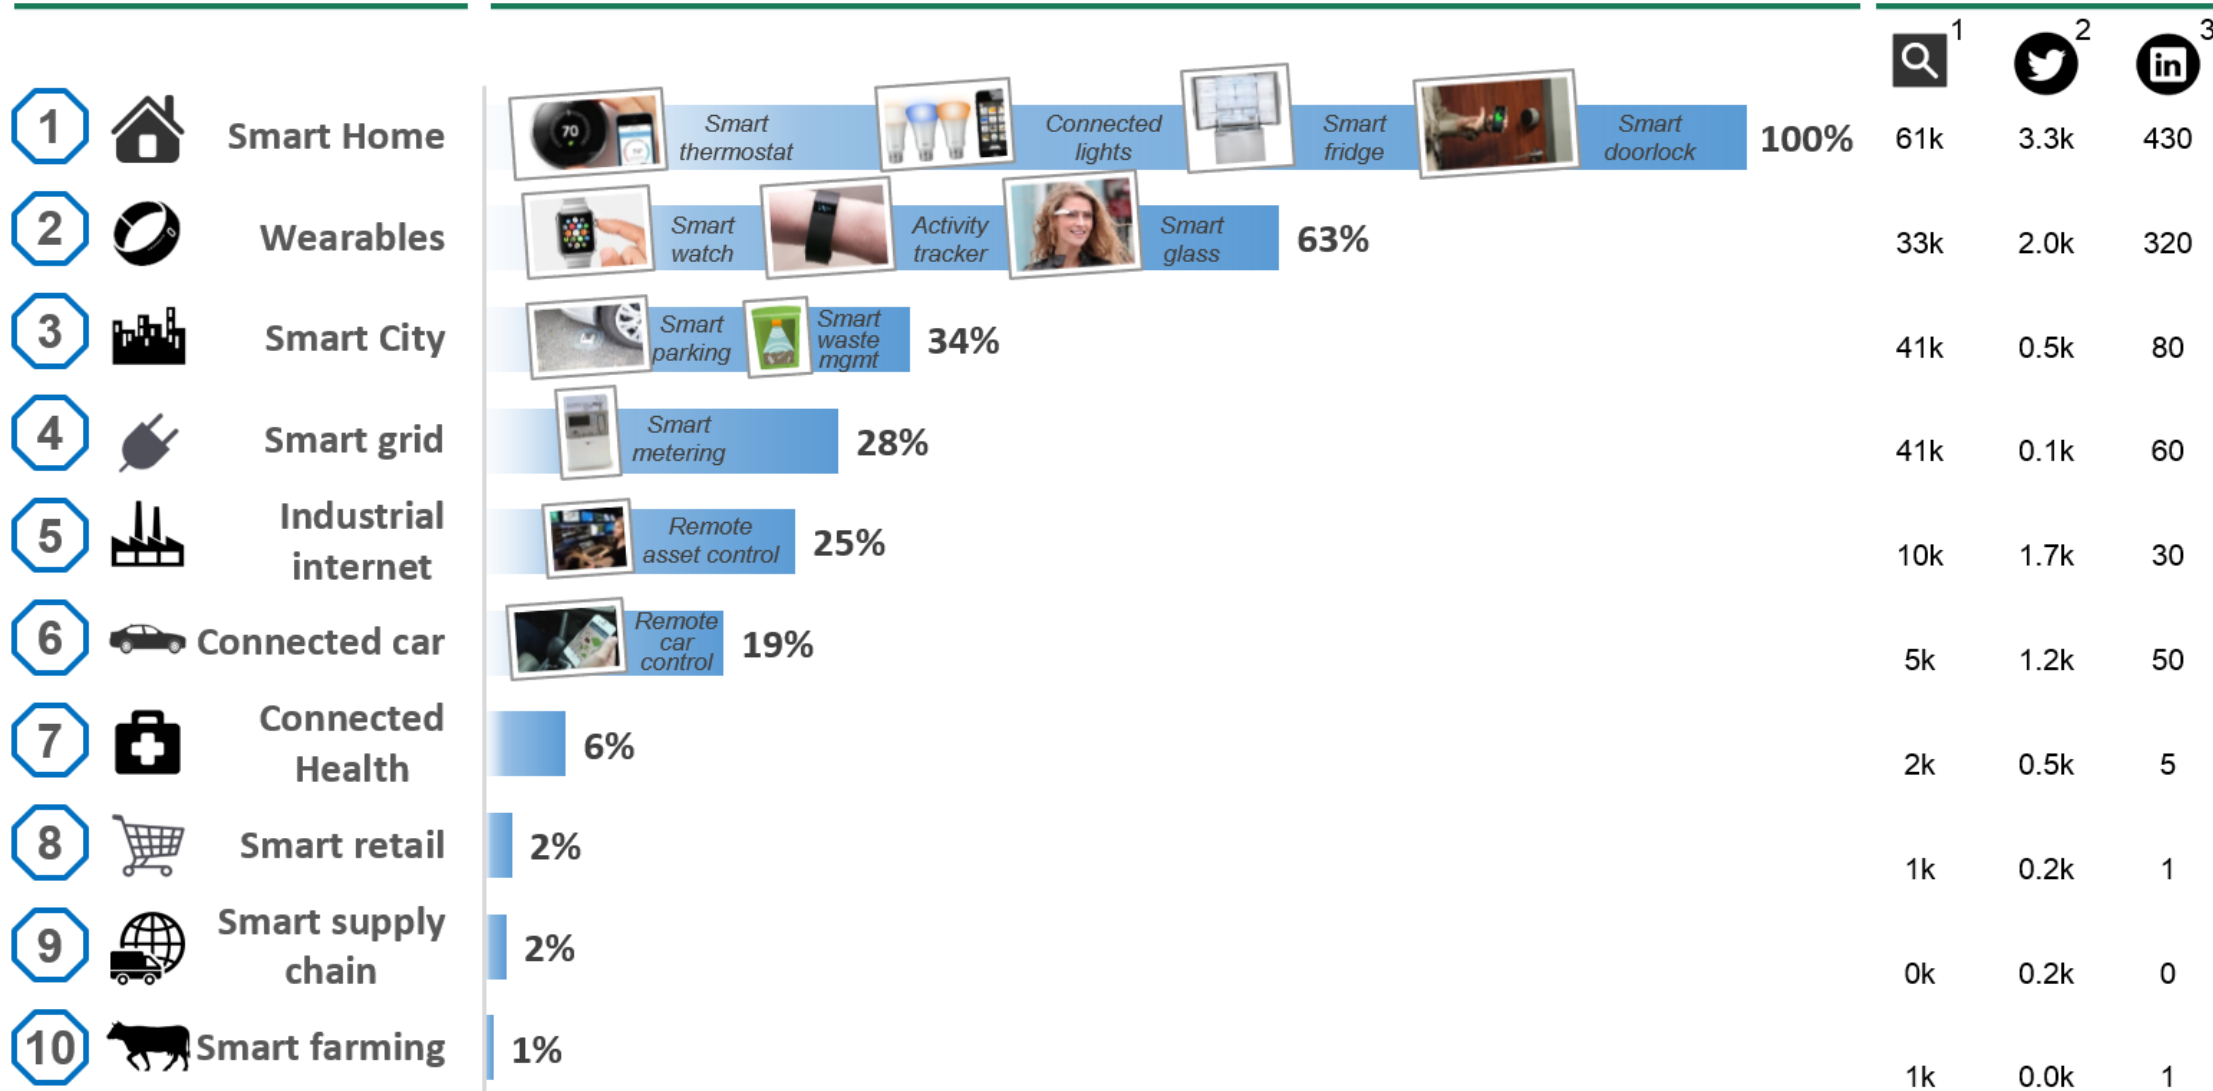 1 2 3
1 Smart Home Smart thermostat Connected lights Smart fridge Smart doorlock 100% 61k 3.3k 430
70
2 Wearables Smart watch Activity tracker Smart glass 63% 33k 2.0k 320
3 Smart City Smart parking Smart waste mgmt 34% 41k 0.5k 80
4 Smart grid Smart metering 28% 41k 0.1k 60
5 Industrial internet Remote asset control 25% 10k 1.7k 30
6 Connected car Remote car control 19% 5k 1.2k 50
7 Connected Health 6% 2k 0.5k 5
8 Smart retail 2% 1k 0.2k 1
9 Smart supply chain 2% 0k 0.2k 0
10 Smart farming 1% 1k 0.0k 1